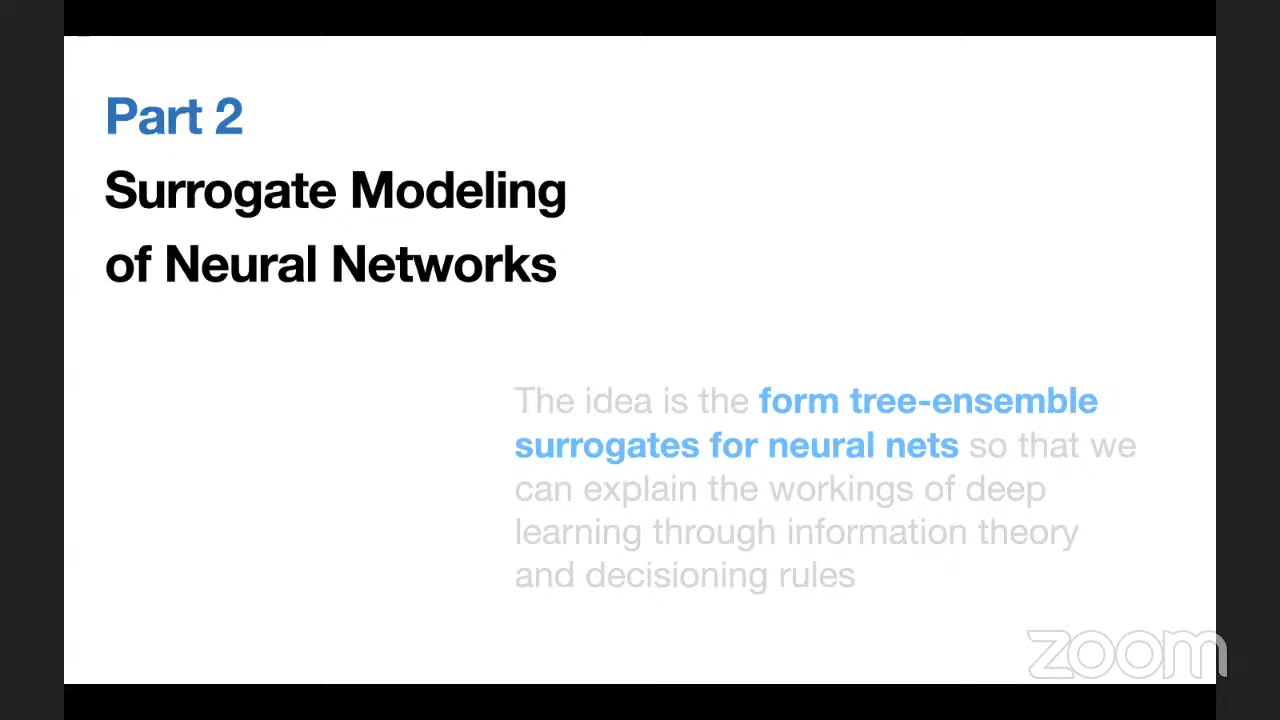 Part 2
Surrogate Modeling
of Neural Networks
The idea is the form tree-ensemble
surrogates for neural nets so that we
can explain the workings of deep
learning through information theory
and decisioning rules
zoom